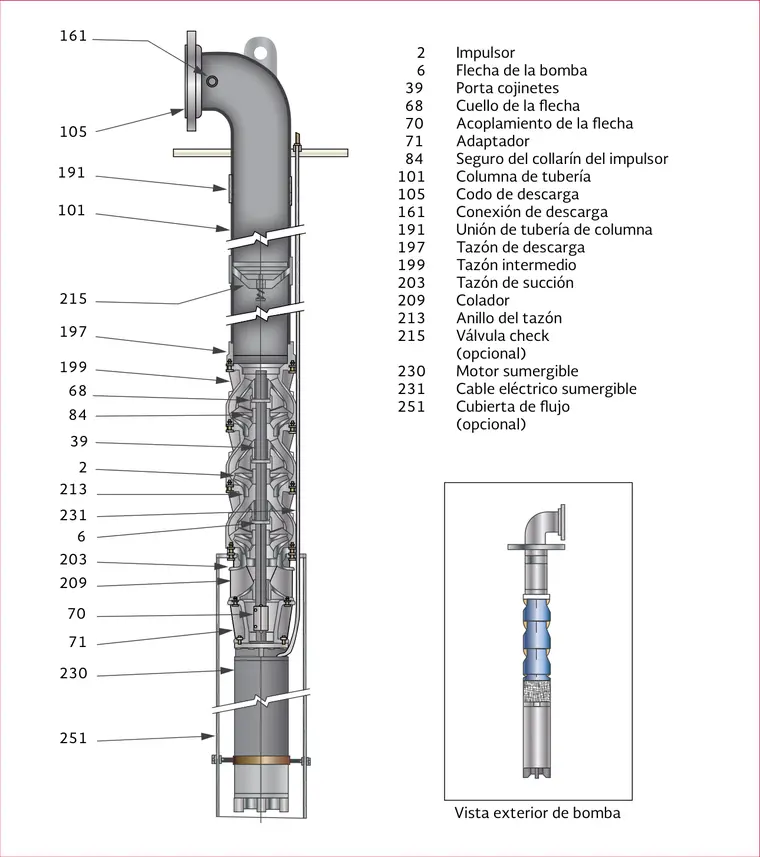 161
105
191
101
215
197
199
68
84
39
2
213
231
6
203
209
70
71
230
251
2 Impulsor
6 Flecha de la bomba
39 Porta cojinetes
68 Cuello de la flecha
70 Acoplamiento de la flecha
71 Adaptador
84 Seguro del collarín del impulsor
101 Columna de tubería
105 Codo de descarga
161 Conexión de descarga
191 Unión de tubería de columna
197 Tazón de descarga
199 Tazón intermedio
203 Tazón de succión
209 Colador
213 Anillo del tazón
215 Válvula check
(opcional)
230 Motor sumergible
231 Cable eléctrico sumergible
251 Cubierta de flujo
(opcional)
Vista exterior de bomba